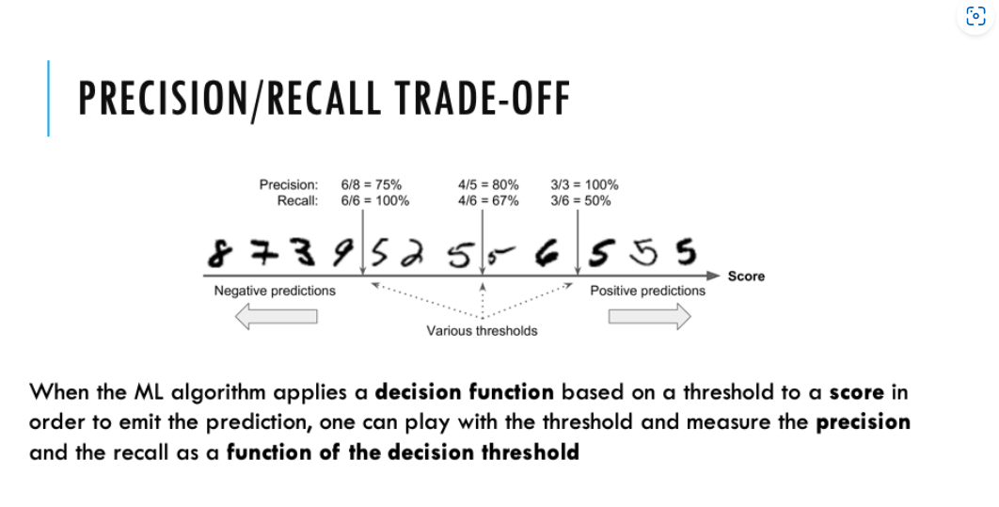 PRECISION/RECALL TRADE-OFF
Precision: 6/8 = 75% 4/5 = 80% 3/3 = 100%
Recall: 6/6 = 100% 4/6 = 67% 3/6 = 50%
8 7 3 9 5 2 5 5 6 5 5 5
Score
Negative predictions Positive predictions
Various thresholds
When the ML algorithm applies a decision function based on a threshold to a score in
order to emit the prediction, one can play with the threshold and measure the precision
and the recall as a function of the decision threshold